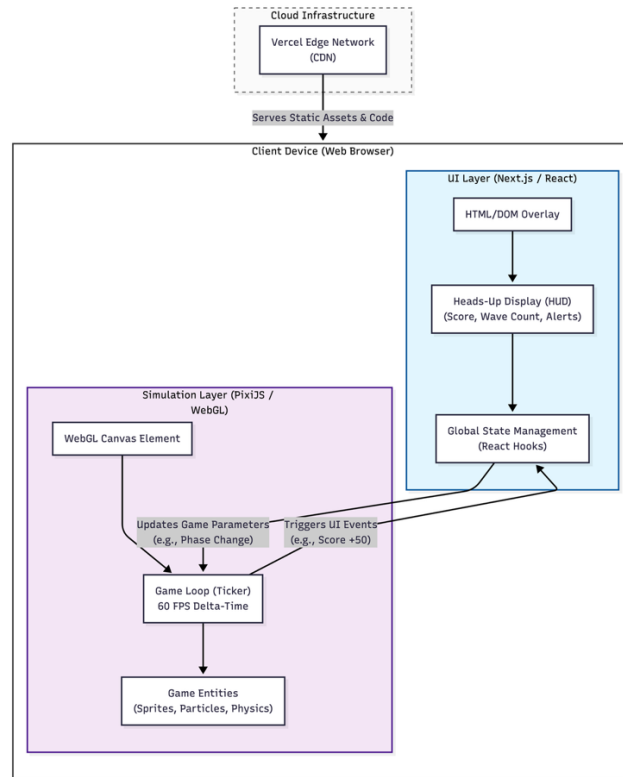 Cloud Infrastructure
Vercel Edge Network
(CDN)
Serves Static Assets & Code
Client Device (Web Browser)
UI Layer (Next.js / React)
HTML/DOM Overlay
Heads-Up Display (HUD)
(Score, Wave Count, Alerts)
Global State Management
(React Hooks)
Simulation Layer (PixiJS /
WebGL)
WebGL Canvas Element
Updates Game Parameters
(e.g., Phase Change)
Triggers UI Events
(e.g., Score +50)
Game Loop (Ticker)
60 FPS Delta-Time
Game Entities
(Sprites, Particles, Physics)